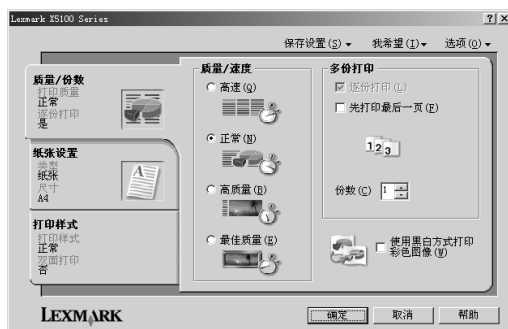 Lexmark X5100 Series
保存设置(S) 我希望(I) 选项(O)
质量/份数
打印质量
正常
逐份打印
是
纸张设置
类型
纸张
尺寸
A4
打印样式
打印样式
正常
双面打印
否
质量/速度
高速(Q)
正常(N)
高质量(B)
最佳质量(E)
多份打印
逐份打印(L)
先打印最后一页(F)
1 2 3
份数(C) 1
使用黑白方式打印
彩色图像(W)
LEXMARK
确定 取消 帮助